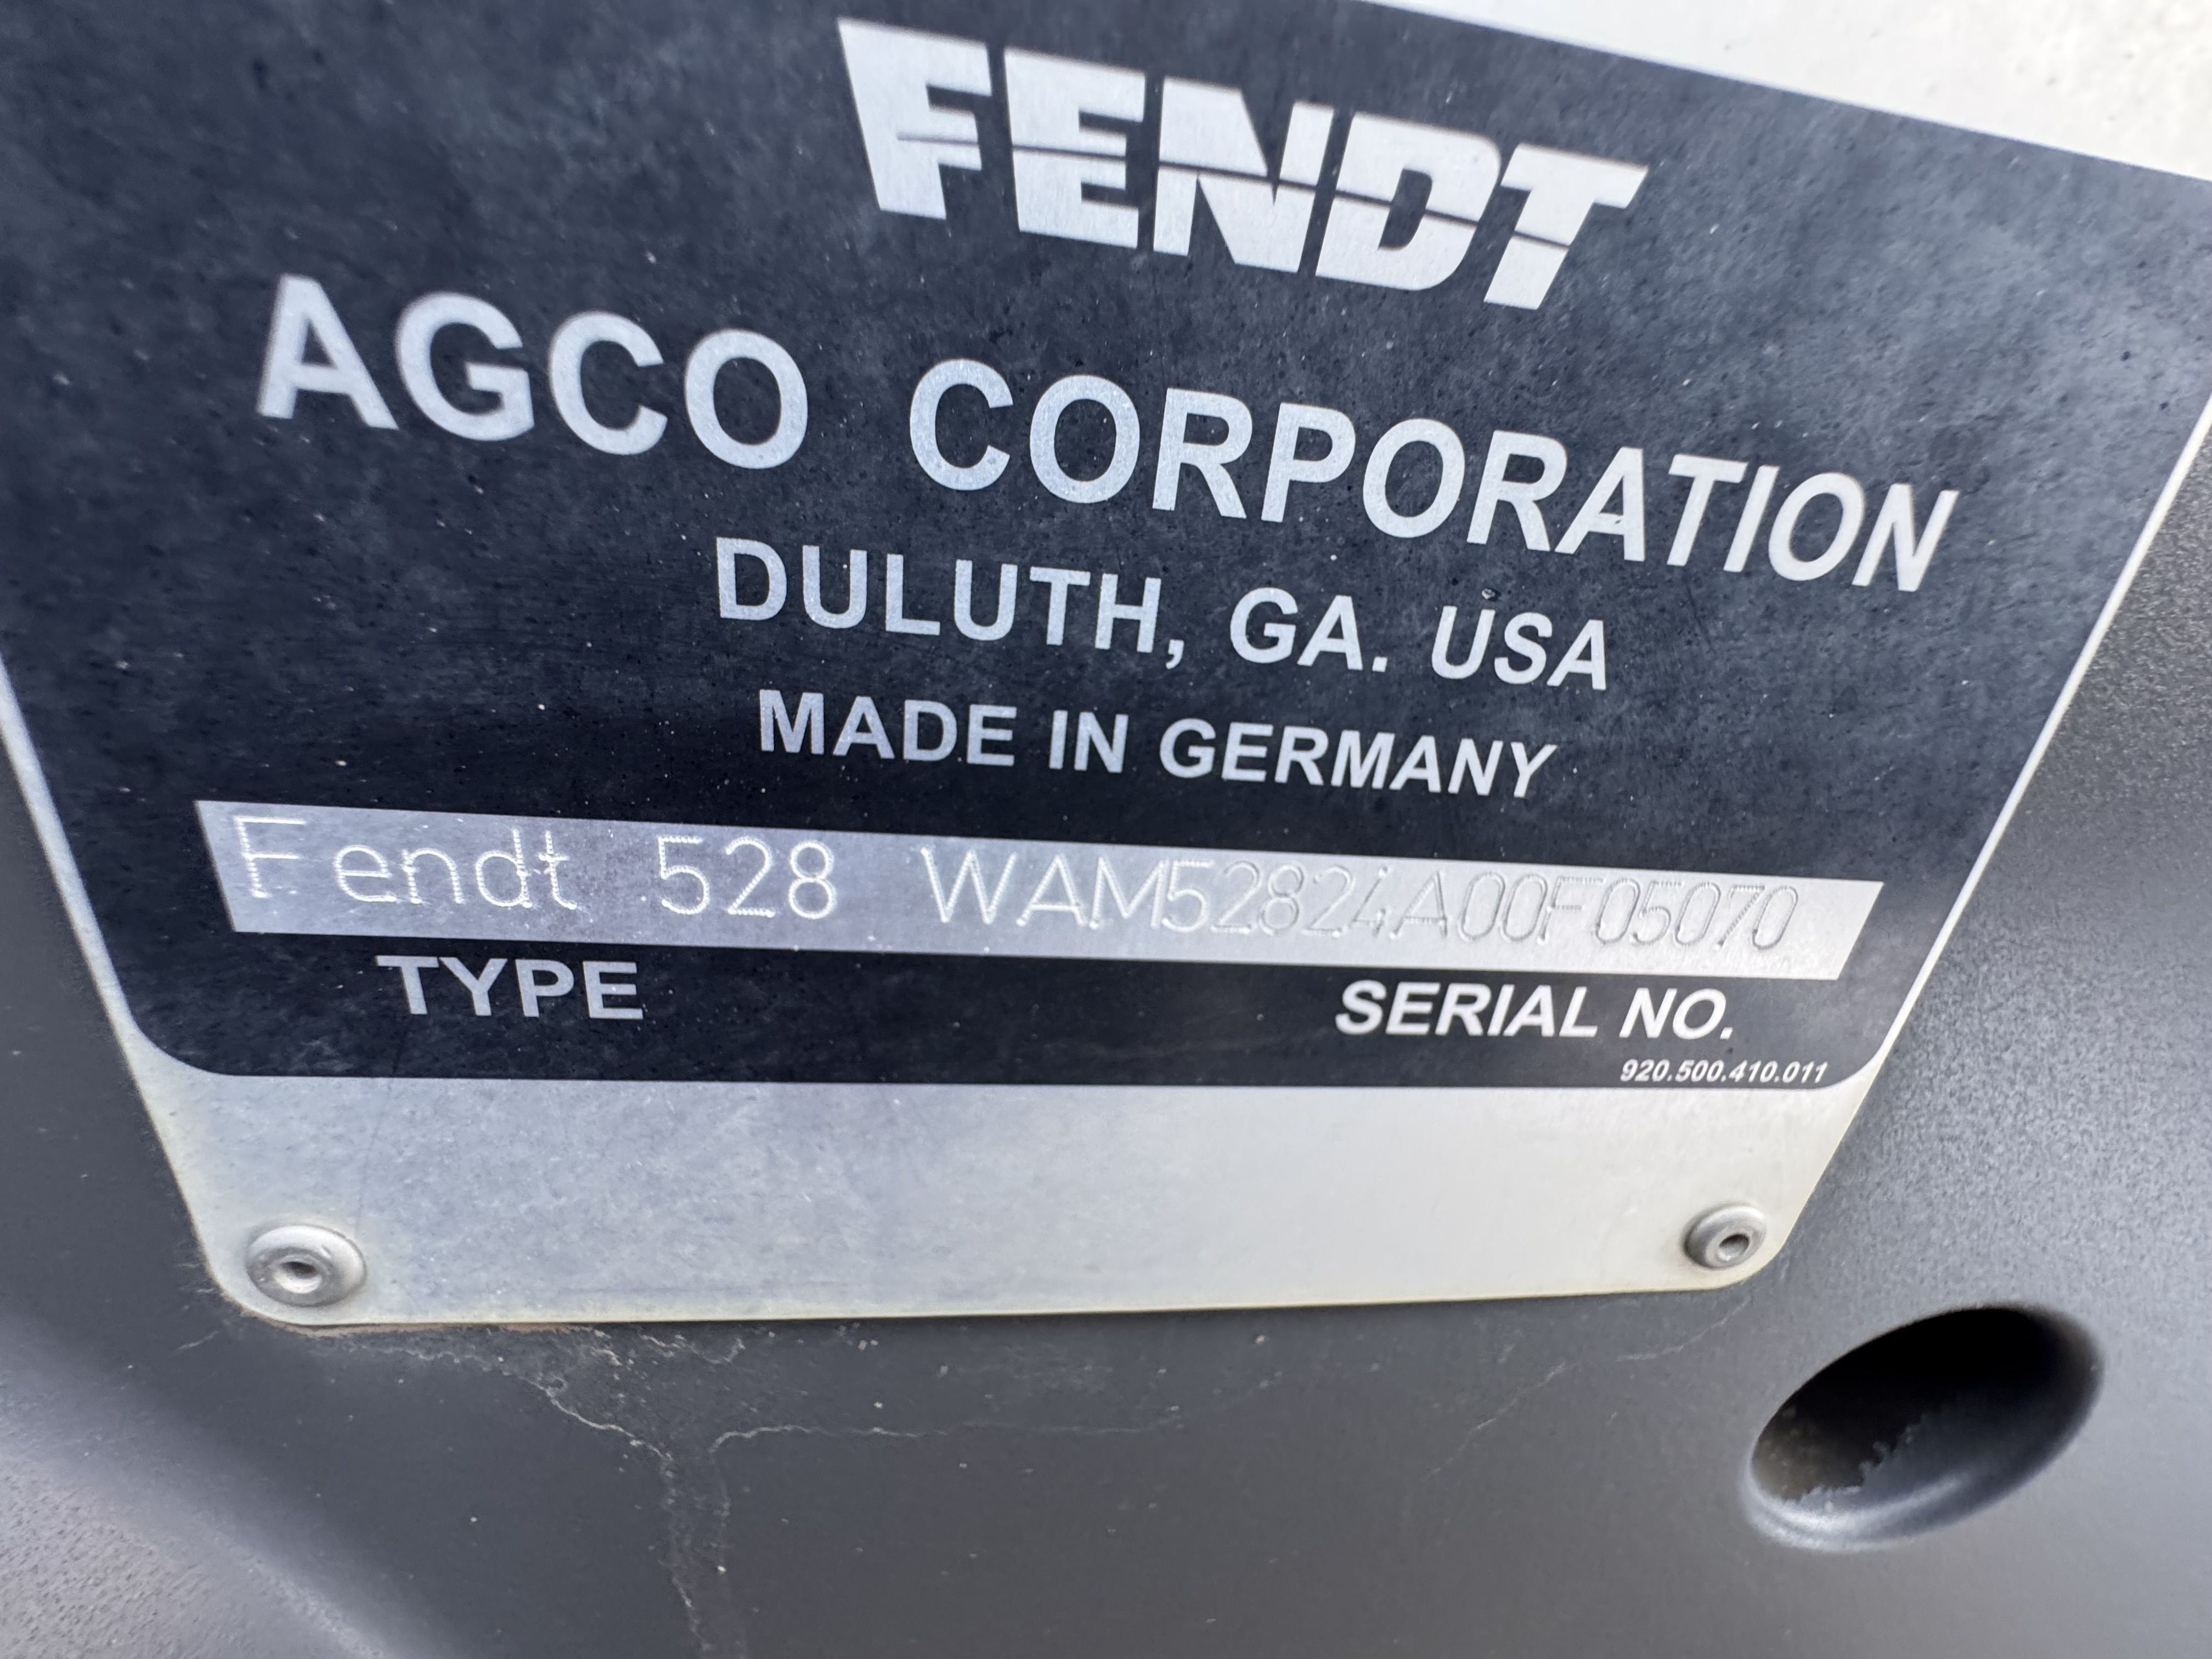 FENDT
AGCO CORPORATION
DULUTH, GA. USA
MADE IN GERMANY
Fendt 528 WAM52824A00F05070
TYPE SERIAL NO.
920.500.410.011